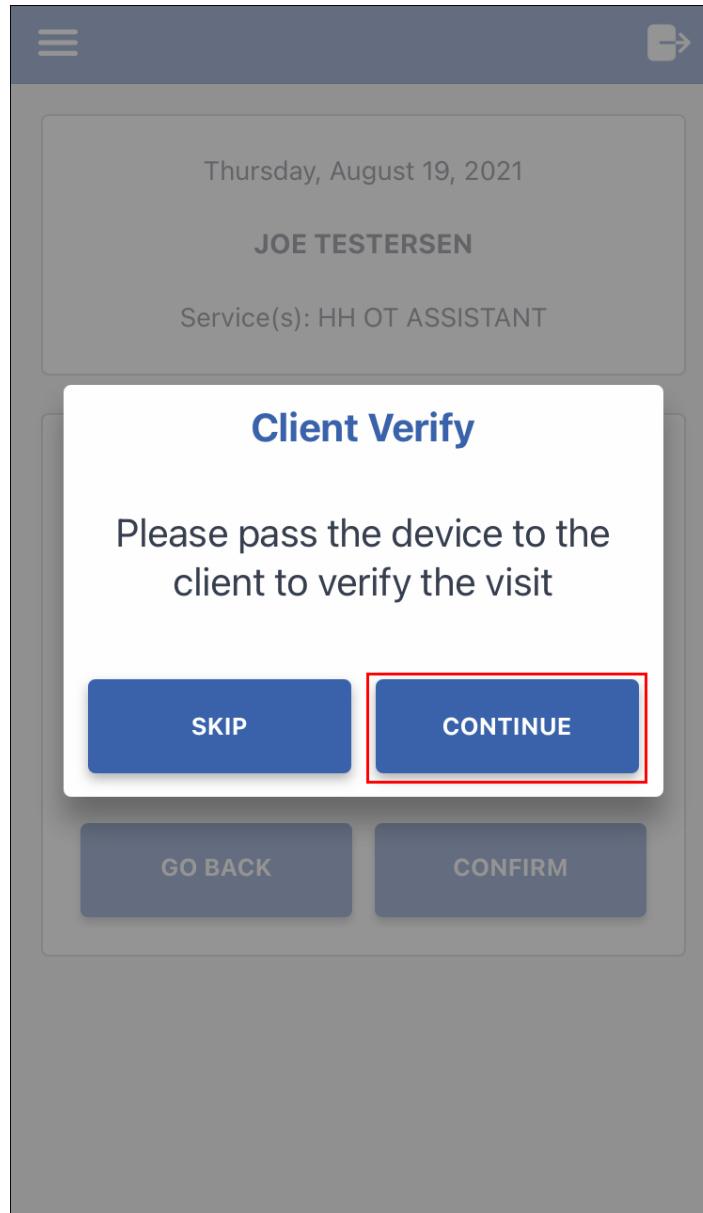 Thursday, August 19, 2021
JOE TESTERSEN
Service(s): HH OT ASSISTANT
Client Verify
Please pass the device to the
client to verify the visit
SKIP CONTINUE
GO BACK CONFIRM